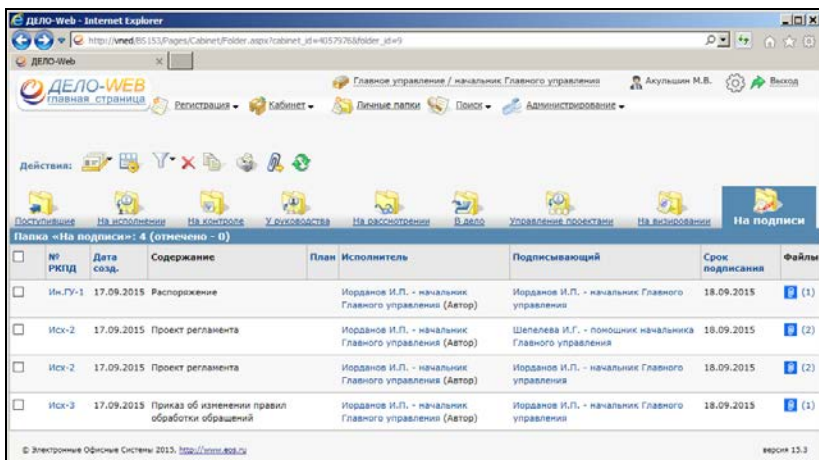 ДЕЛО-Web - Internet Explorer
http://vned/BS153/Pages/Cabinet/Folder.aspx?cabinet_id=4057976&folder_id=9
ДЕЛО-Web
ДЕЛО-WEB
главная страница
Главное управление / начальник Главного управления
Акульшин М.В.
Выход
Регистрация
Кабинет
Личные папки
Поиск
Администрирование
Действия:
Поступившие
На исполнении
На контроле
У руководства
На рассмотрении
В дело
Управление проектами
На визировании
На подписи
Папка «На подписи»: 4 (отмечено - 0)
№ РКПД Дата созд. Содержание План Исполнитель Подписывающий Срок подписания Файлы
Ин.ГУ-1 17.09.2015 Распоряжение Иорданов И.П. - начальник Главного управления (Автор) Иорданов И.П. - начальник Главного управления 18.09.2015 (1)
Исх-2 17.09.2015 Проект регламента Иорданов И.П. - начальник Главного управления (Автор) Шепелева И.Г. - помощник начальника Главного управления 18.09.2015 (2)
Исх-2 17.09.2015 Проект регламента Иорданов И.П. - начальник Главного управления (Автор) Иорданов И.П. - начальник Главного управления 18.09.2015 (2)
Исх-3 17.09.2015 Приказ об изменении правил обработки обращений Иорданов И.П. - начальник Главного управления (Автор) Иорданов И.П. - начальник Главного управления 18.09.2015 (1)
© Электронные Офисные Системы 2015, http://www.eos.ru
версия 15.3